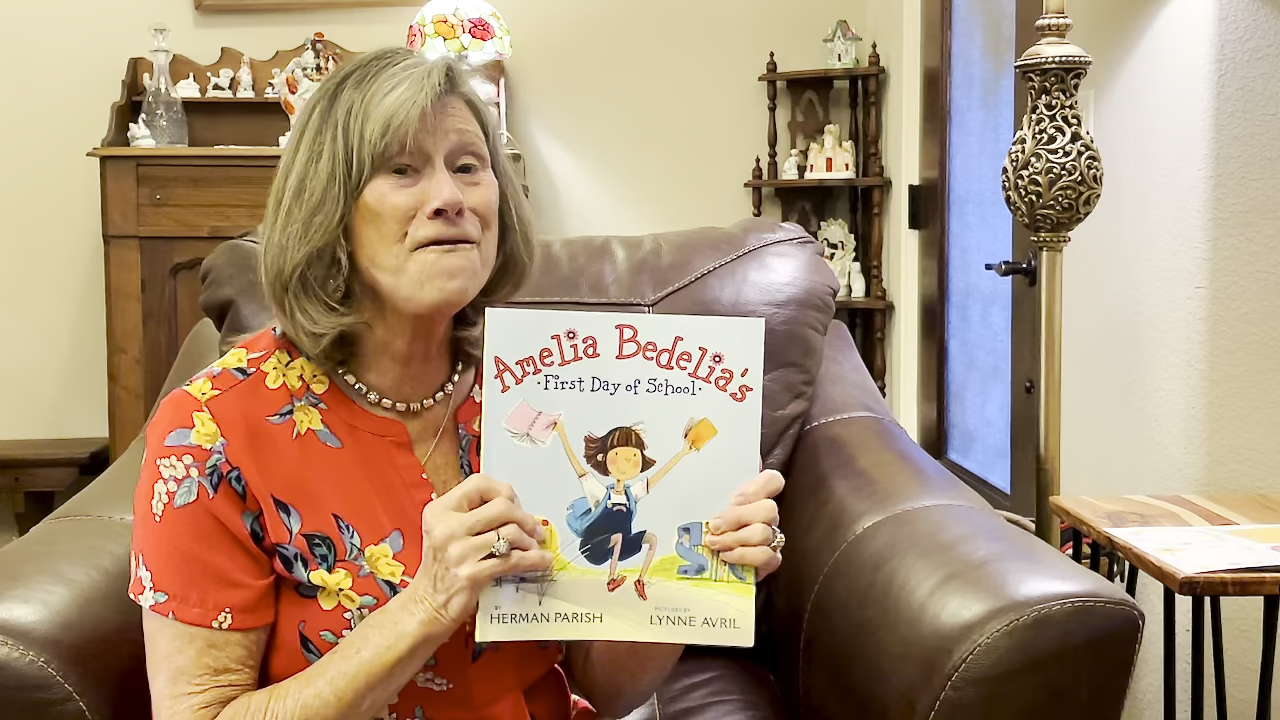 Amelia Bedelia's
·First Day of School·
BY
HERMAN PARISH
PICTURES BY
LYNNE AVRIL